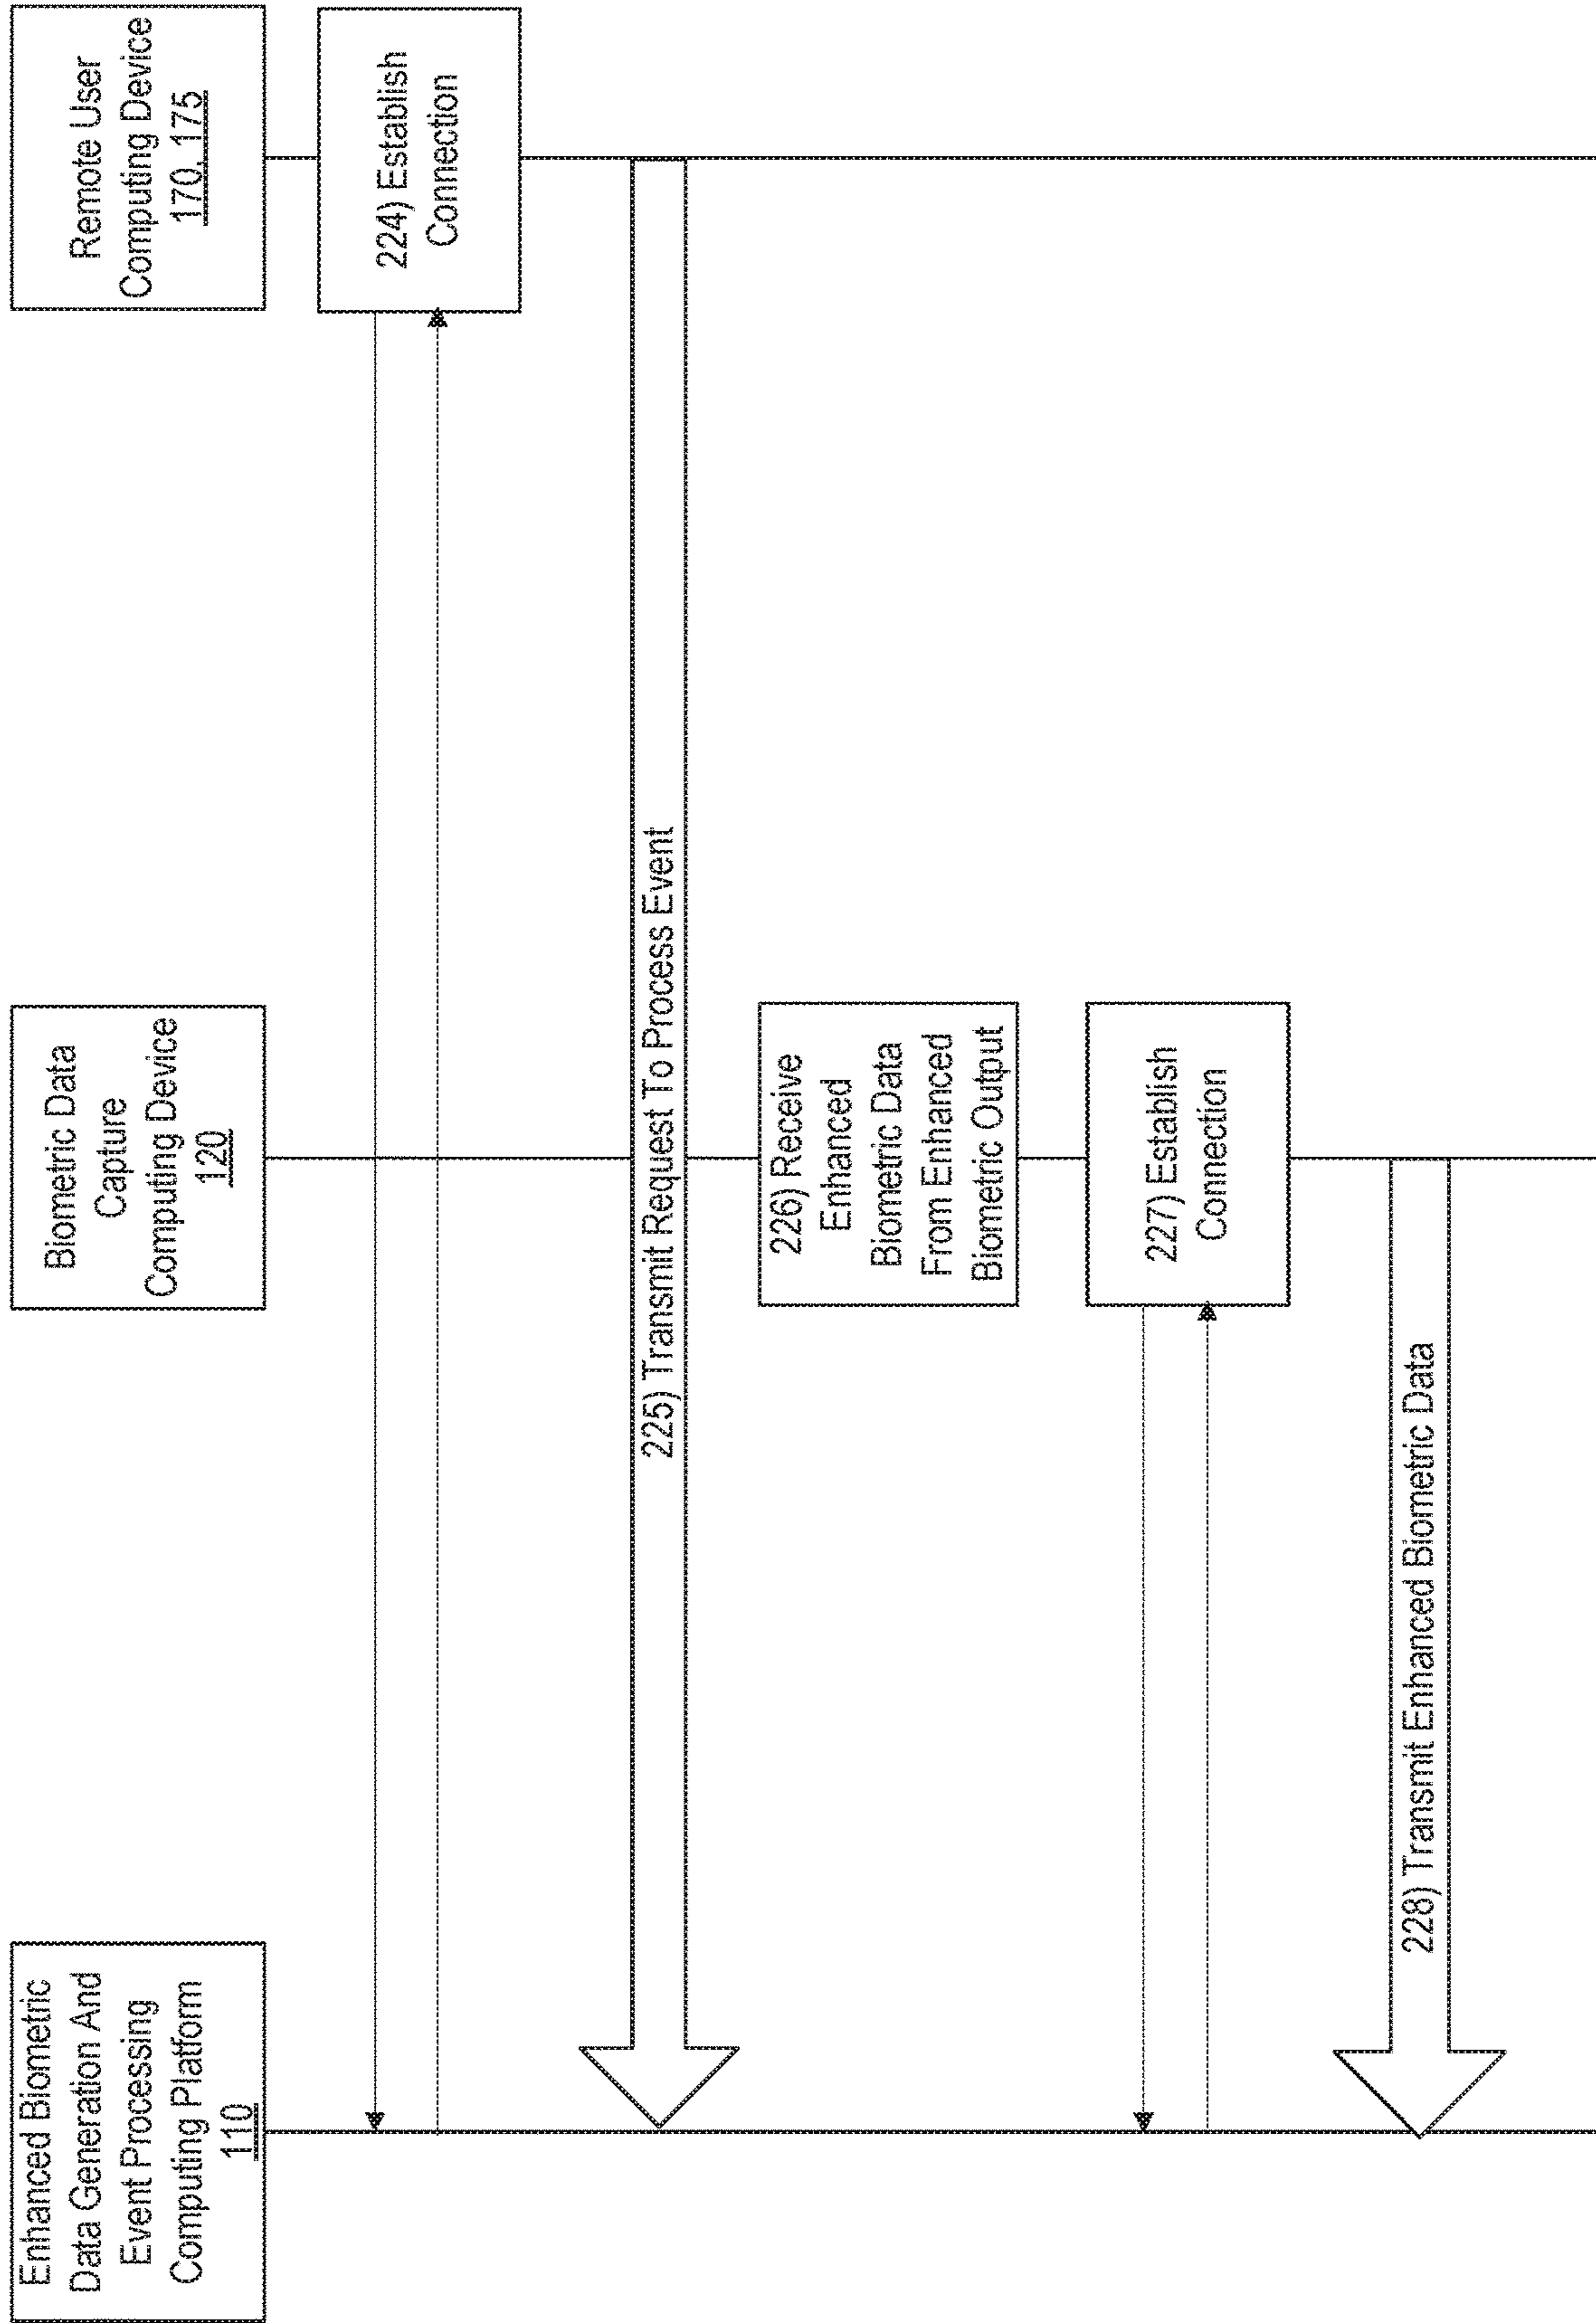 Enhanced Biometric
Data Generation And
Event Processing
Computing Platform
110
Biometric Data
Capture
Computing Device
120
Remote User
Computing Device
170, 175
224) Establish
Connection
225) Transmit Request To Process Event
226) Receive
Enhanced
Biometric Data
From Enhanced
Biometric Output
227) Establish
Connection
228) Transmit Enhanced Biometric Data